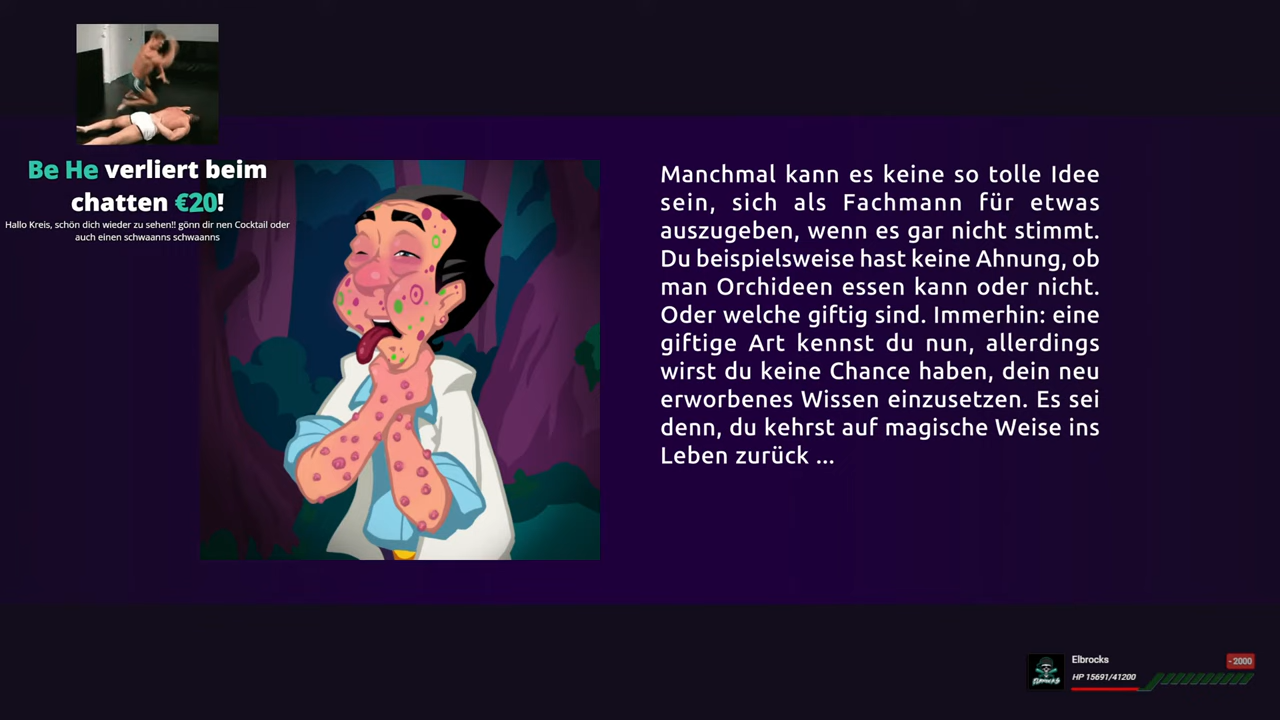 Be He verliert beim
chatten €20!
Hallo Kreis, schön dich wieder zu sehen!! gönn dir nen Cocktail oder
auch einen schwaanns schwaanns
Manchmal kann es keine so tolle Idee
sein, sich als Fachmann für etwas
auszugeben, wenn es gar nicht stimmt.
Du beispielsweise hast keine Ahnung, ob
man Orchideen essen kann oder nicht.
Oder welche giftig sind. Immerhin: eine
giftige Art kennst du nun, allerdings
wirst du keine Chance haben, dein neu
erworbenes Wissen einzusetzen. Es sei
denn, du kehrst auf magische Weise ins
Leben zurück ...
Elbrocks
-2000
HP 15691/41200